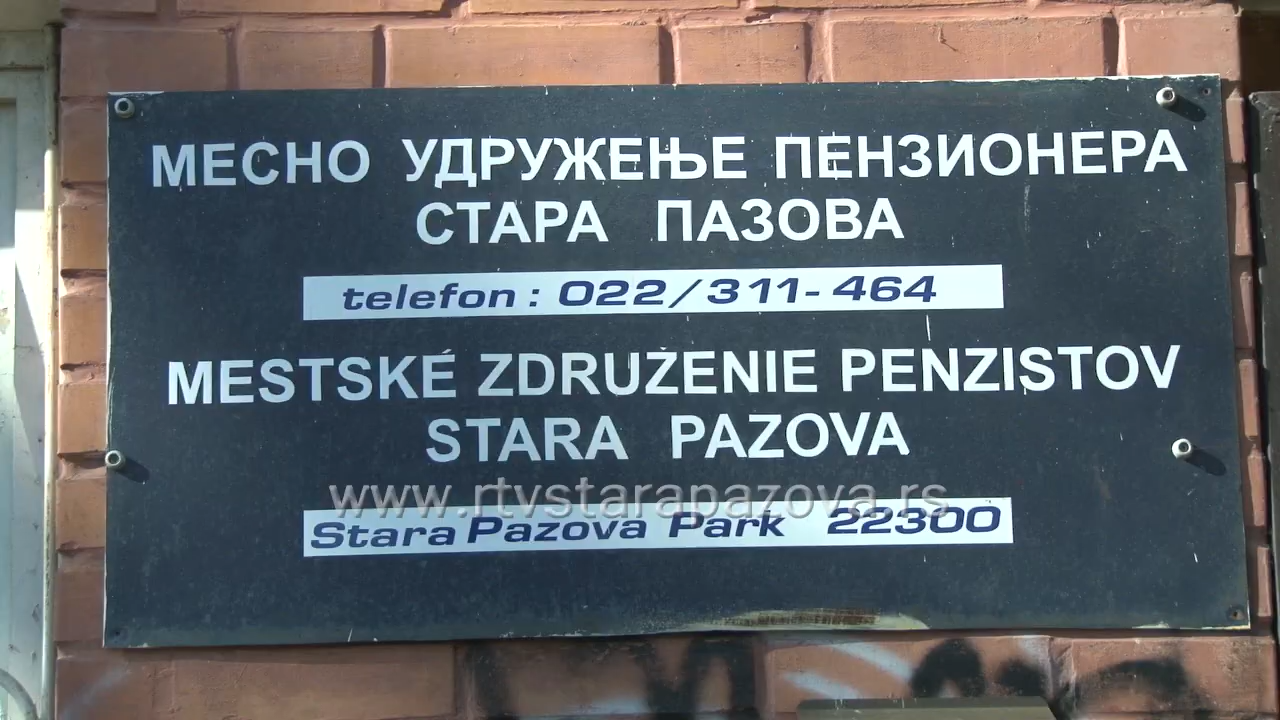 МЕСНО УДРУЖЕЊЕ ПЕНЗИОНЕРА
СТАРА ПАЗОВА
telefon : 022/311-464
MESTSKÉ ZDRUŽENIE PENZISTOV
STARA PAZOVA
www.rtvstarapazova.rs
Stara Pazova Park 22300